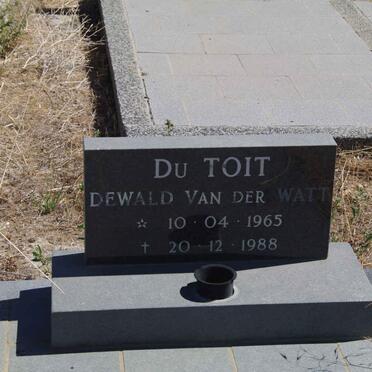 DU TOIT
DEWALD VAN DER WATT
☆ 10 · 04 · 1965
† 20 · 12 · 1988